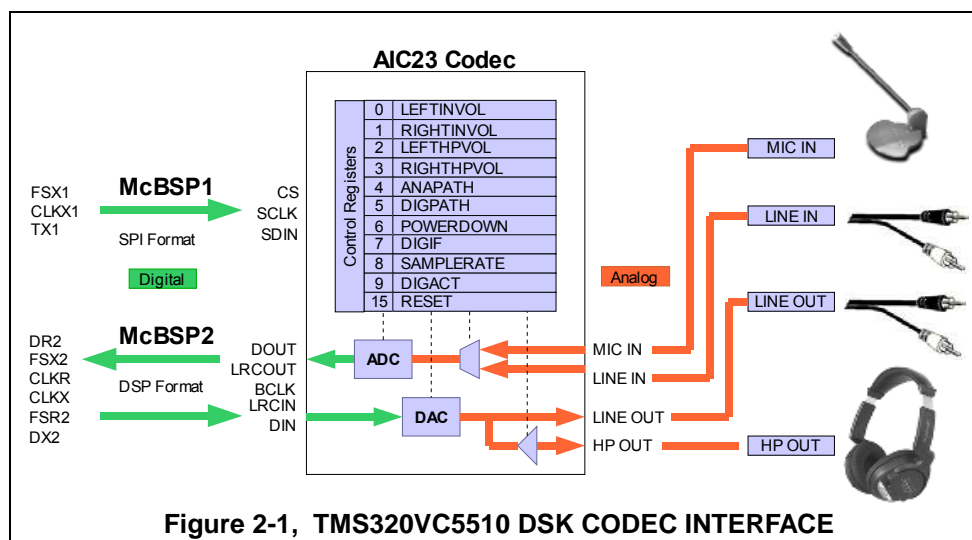 AIC23 Codec
Control Registers
0 LEFTINVOL
1 RIGHTINVOL
2 LEFTHPVOL
3 RIGHTHPVOL
4 ANAPATH
5 DIGPATH
6 POWERDOWN
7 DIGIF
8 SAMPLERATE
9 DIGACT
15 RESET
McBSP1
FSX1
CLKX1
TX1
SPI Format
CS
SCLK
SDIN
Digital
Analog
McBSP2
DR2
FSX2
CLKR
CLKX
FSR2
DX2
DSP Format
DOUT
LRCOUT
BCLK
LRCIN
DIN
ADC
DAC
MIC IN
LINE IN
LINE OUT
HP OUT
MIC IN
LINE IN
LINE OUT
HP OUT
Figure 2-1, TMS320VC5510 DSK CODEC INTERFACE